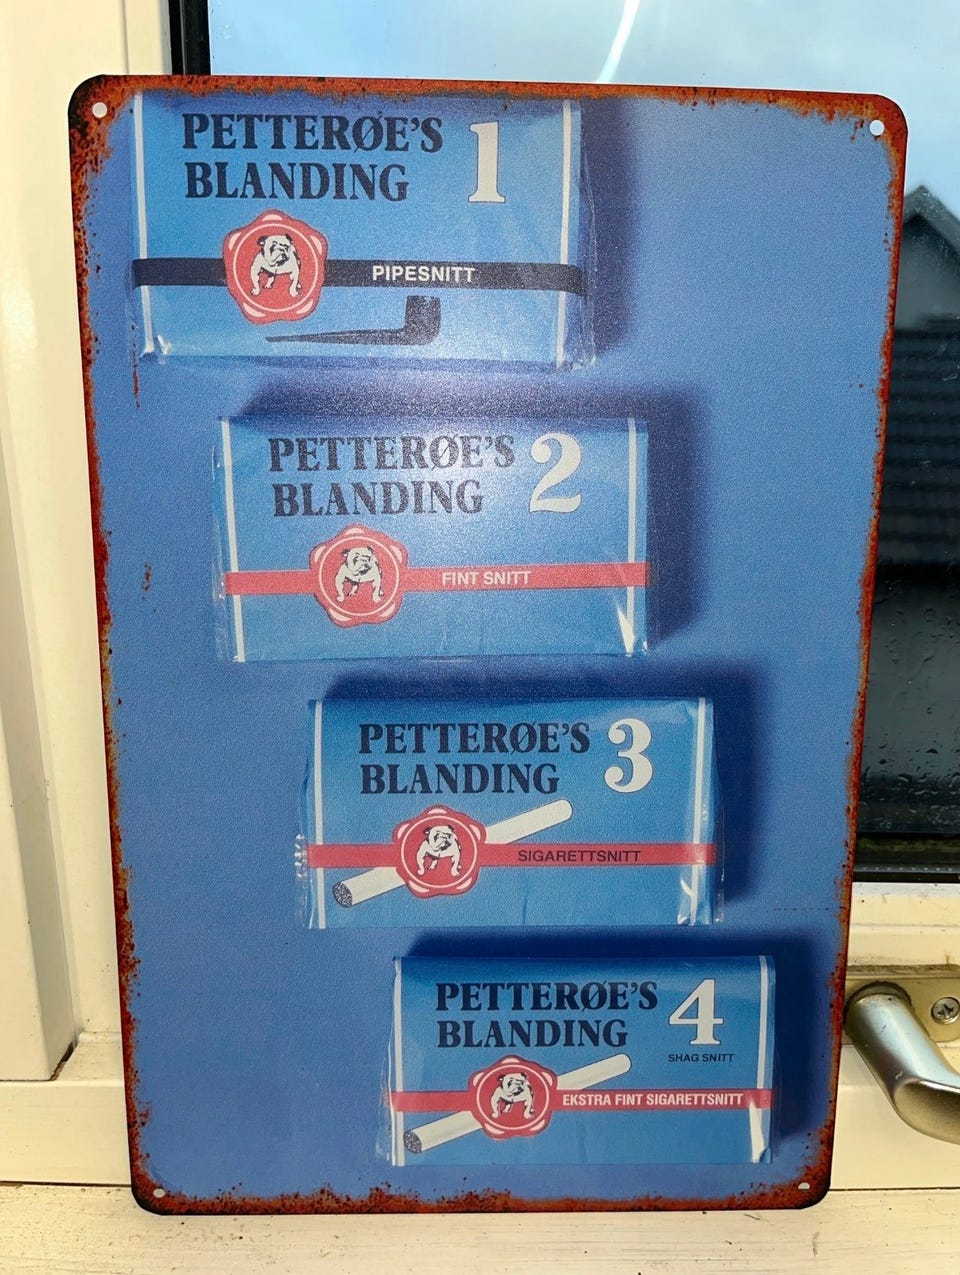 PETTERØE'S
BLANDING
1
PIPESNITT
PETTERØE'S
BLANDING
2
FINT SNITT
PETTERØE'S
BLANDING
3
SIGARETTSNITT
PETTERØE'S
BLANDING
4
SHAG SNITT
EKSTRA FINT SIGARETTSNITT